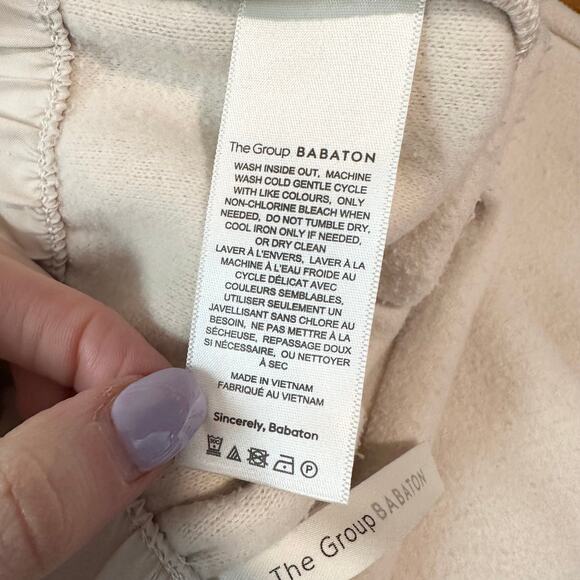 The Group BABATON
WASH INSIDE OUT, MACHINE
WASH COLD GENTLE CYCLE
WITH LIKE COLOURS, ONLY
NON-CHLORINE BLEACH WHEN
NEEDED, DO NOT TUMBLE DRY,
COOL IRON ONLY IF NEEDED,
OR DRY CLEAN
LAVER À L'ENVERS, LAVER À LA
MACHINE À L'EAU FROIDE AU
CYCLE DÉLICAT AVEC
COULEURS SEMBLABLES,
UTILISER SEULEMENT UN
JAVELLISANT SANS CHLORE AU
BESOIN, NE PAS METTRE À LA
SÉCHEUSE, REPASSAGE DOUX
SI NÉCESSAIRE, OU NETTOYER
À SEC
MADE IN VIETNAM
FABRIQUÉ AU VIETNAM
Sincerely, Babaton
P
The Group BABATON